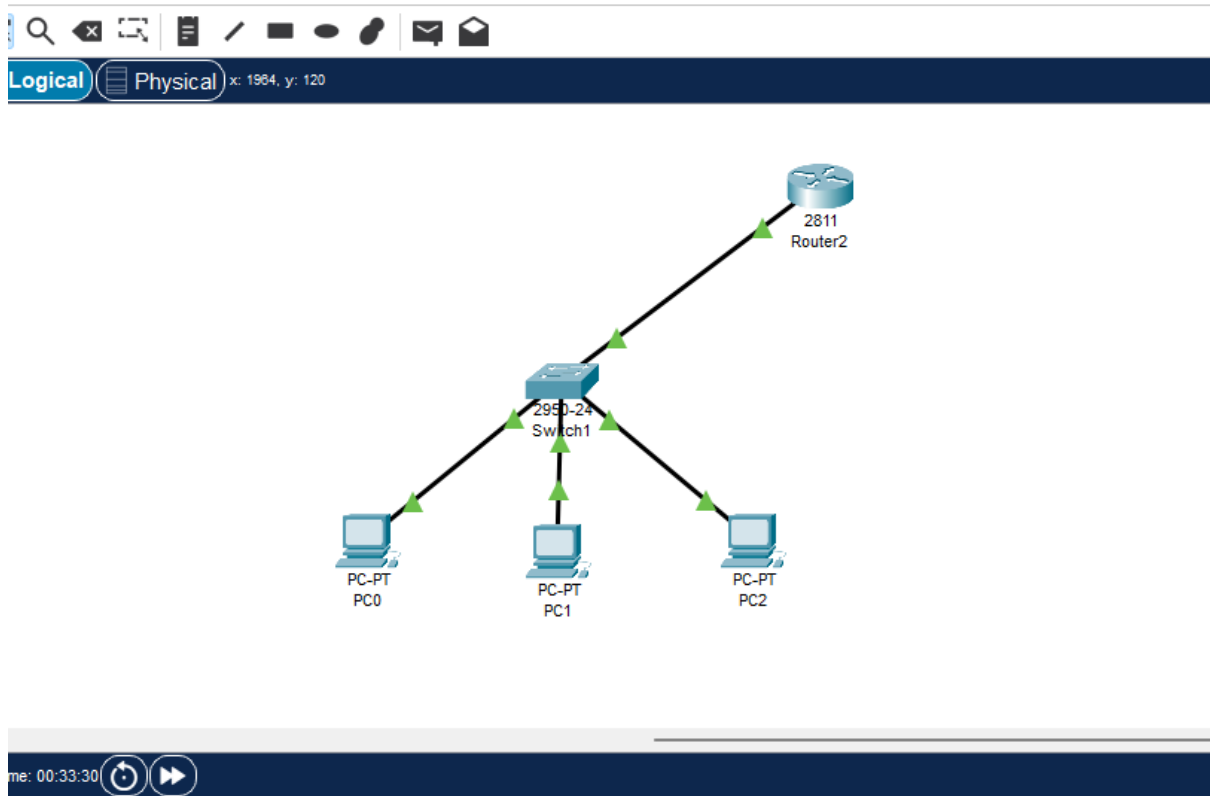 Logical
Physical
x: 1964, y: 120
2811
Router2
2950-24
Switch1
PC-PT
PC0
PC-PT
PC1
PC-PT
PC2
me: 00:33:30